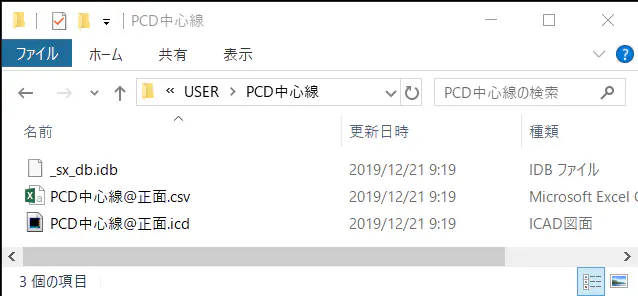 PCD中心線
ファイル ホーム 共有 表示
« USER > PCD中心線 PCD中心線の検索
名前 更新日時 種類
_sx_db.idb 2019/12/21 9:19 IDB ファイル
PCD中心線@正面.csv 2019/12/21 9:19 Microsoft Excel C
PCD中心線@正面.icd 2019/12/21 9:19 ICAD図面
3 個の項目